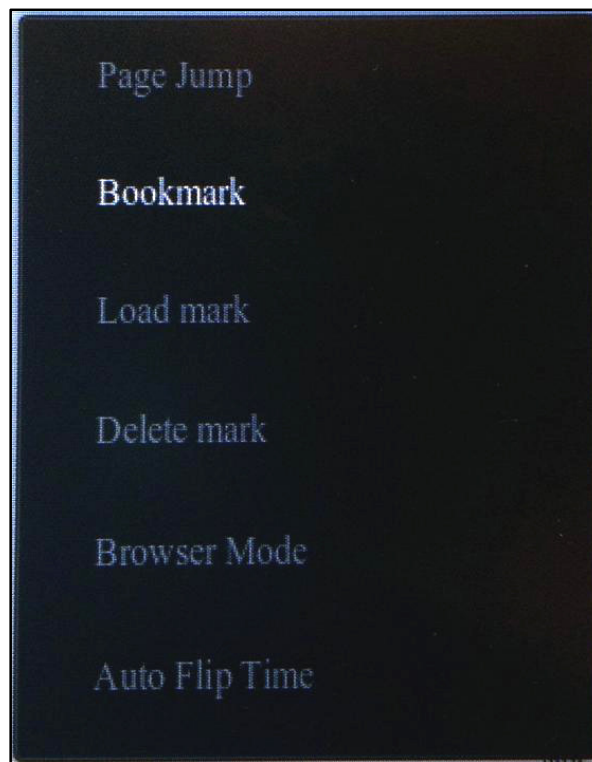 Page Jump
Bookmark
Load mark
Delete mark
Browser Mode
Auto Flip Time